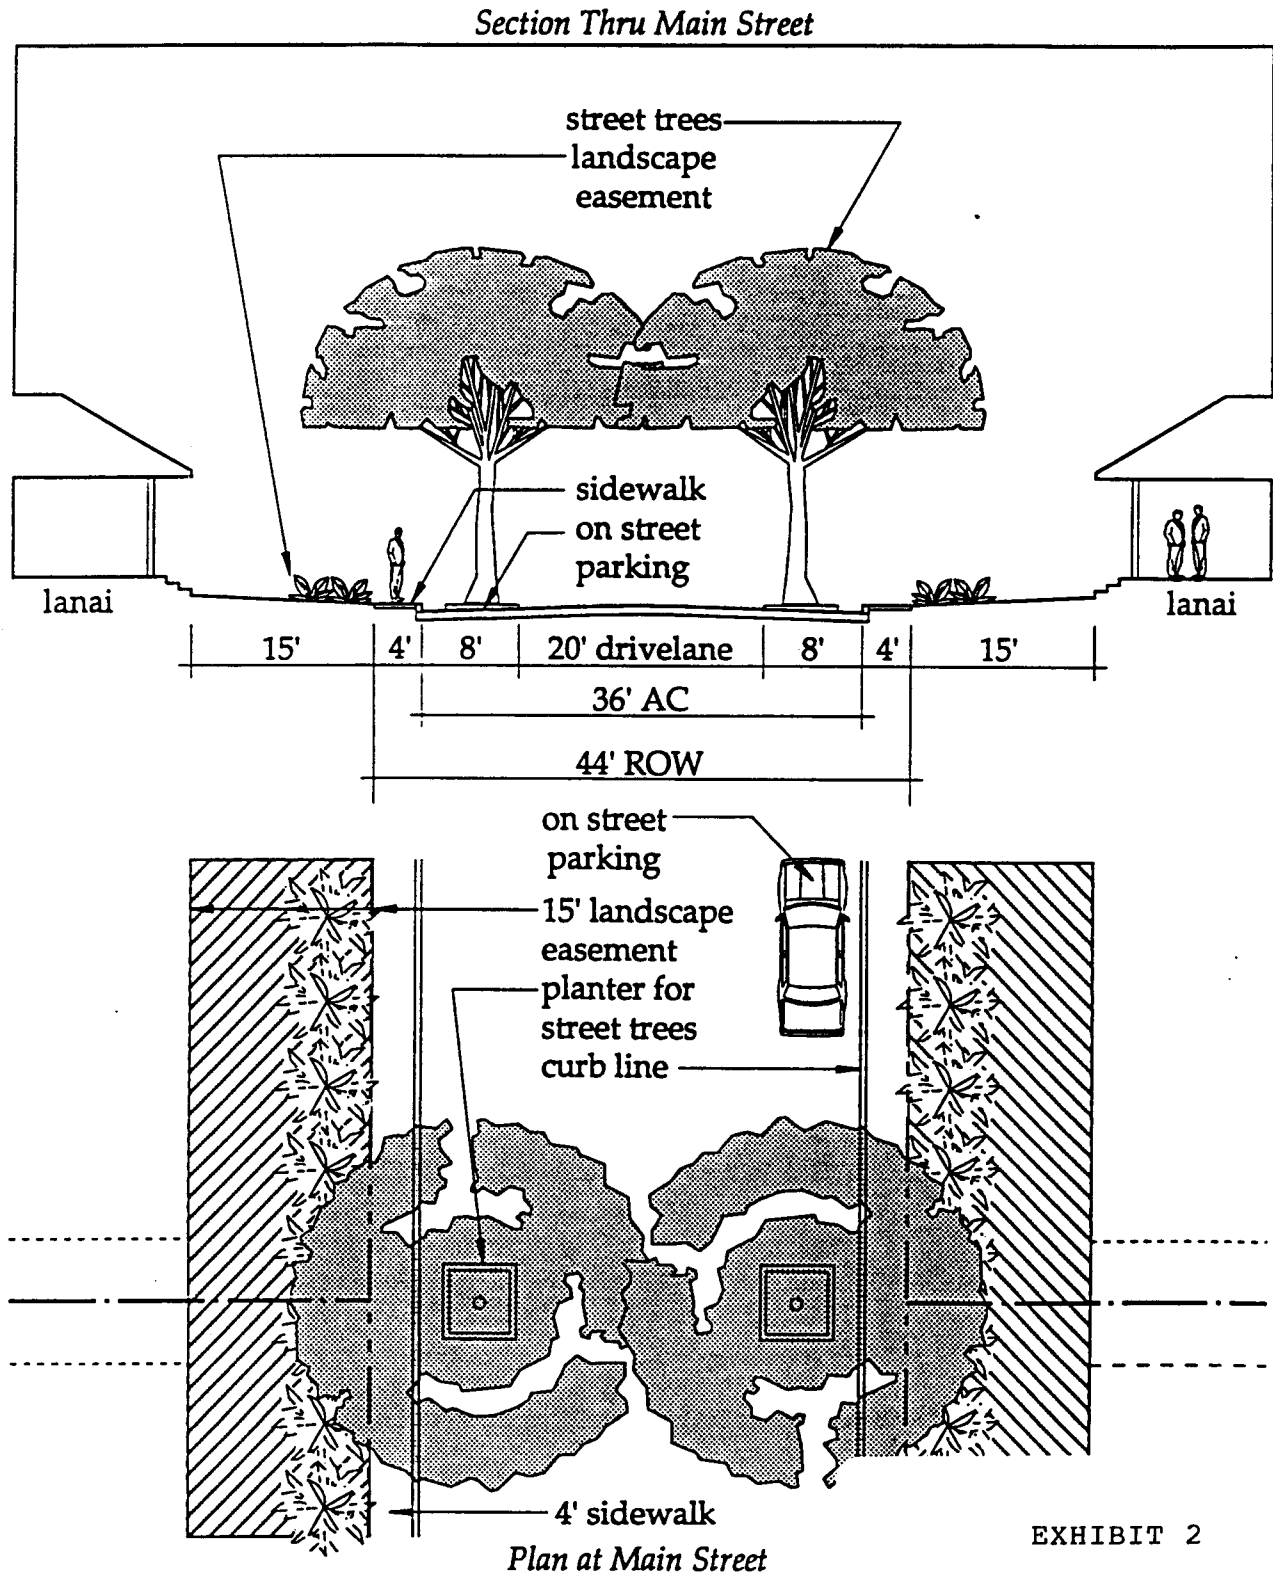 Section Thru Main Street
street trees
landscape
easement
sidewalk
on street
parking
lanai
lanai
15' 4' 8' 20' drivelane 8' 4' 15'
36' AC
44' ROW
on street
parking
15' landscape
easement
planter for
street trees
curb line
4' sidewalk
Plan at Main Street
EXHIBIT 2